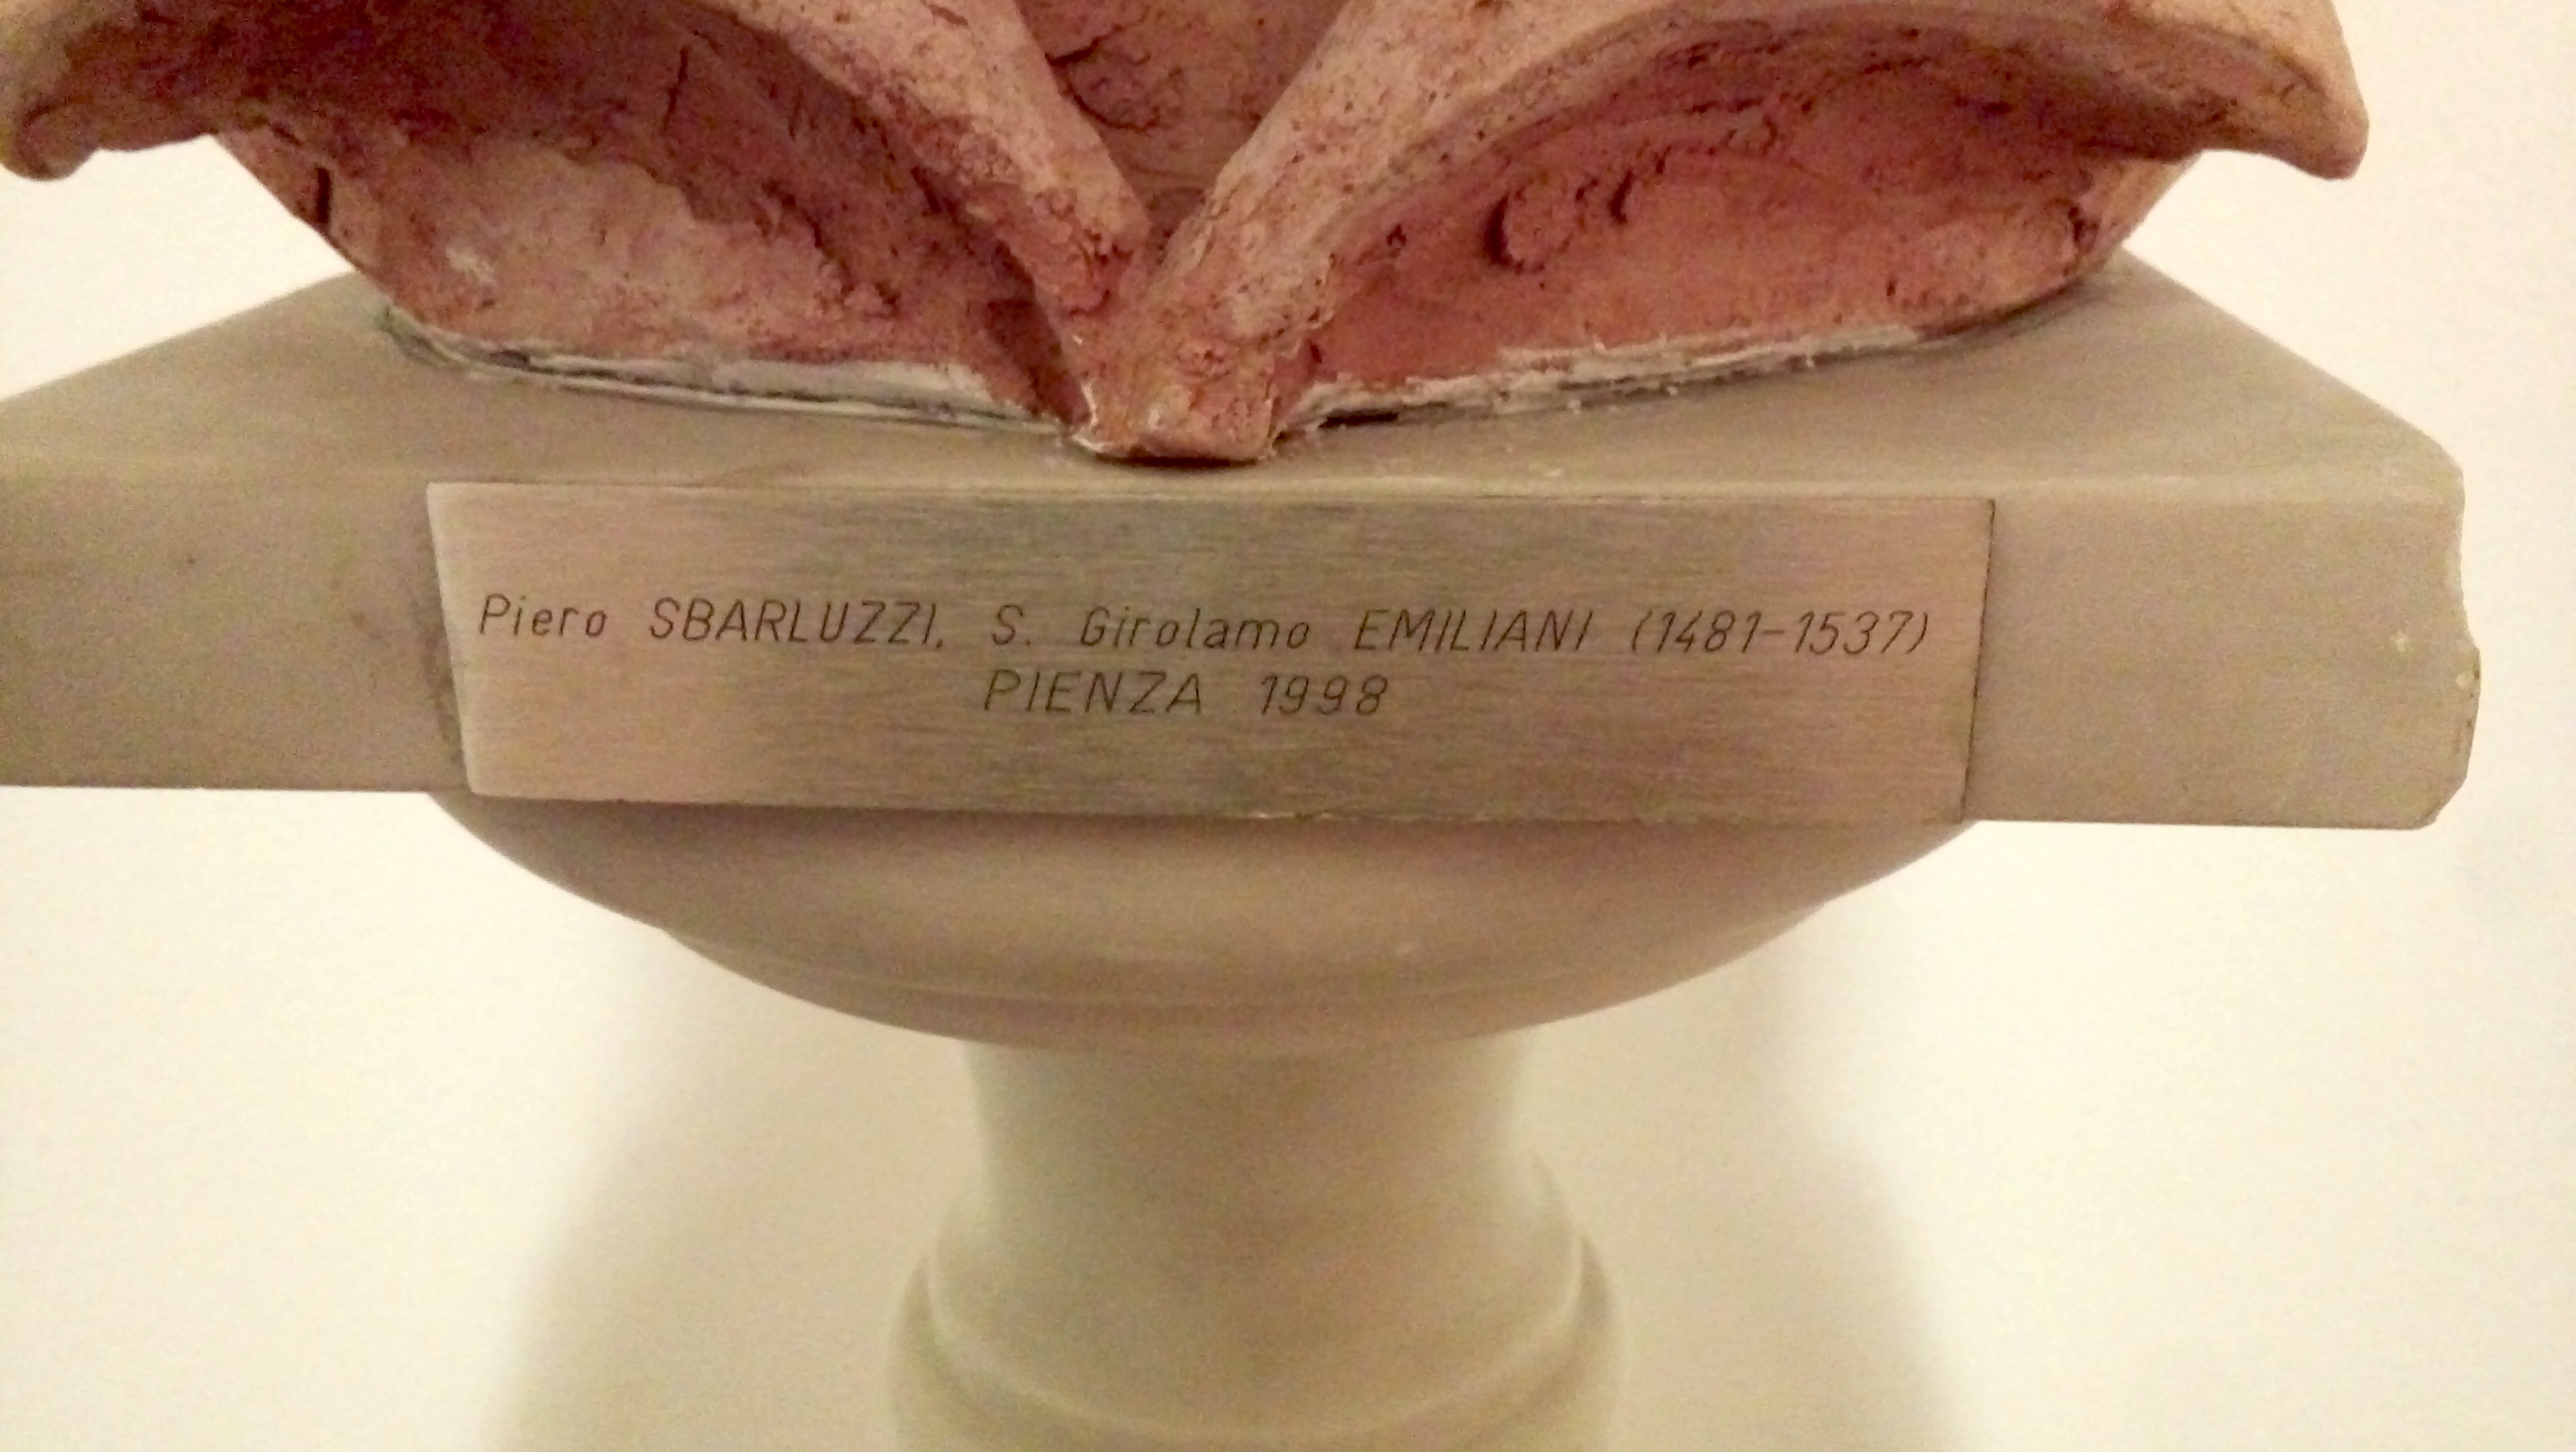 Piero SBARLUZZI, S. Girolamo EMILIANI (1481-1537)
PIENZA 1998